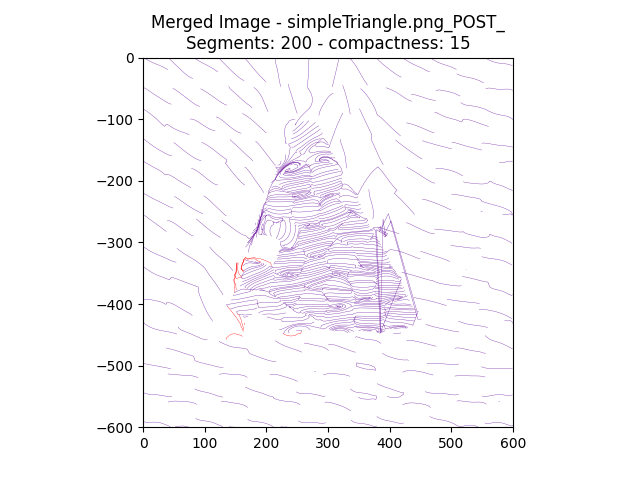 Merged Image - simpleTriangle.png_POST_
Segments: 200 - compactness: 15
0
−100
−200
−300
−400
−500
−600
0 100 200 300 400 500 600